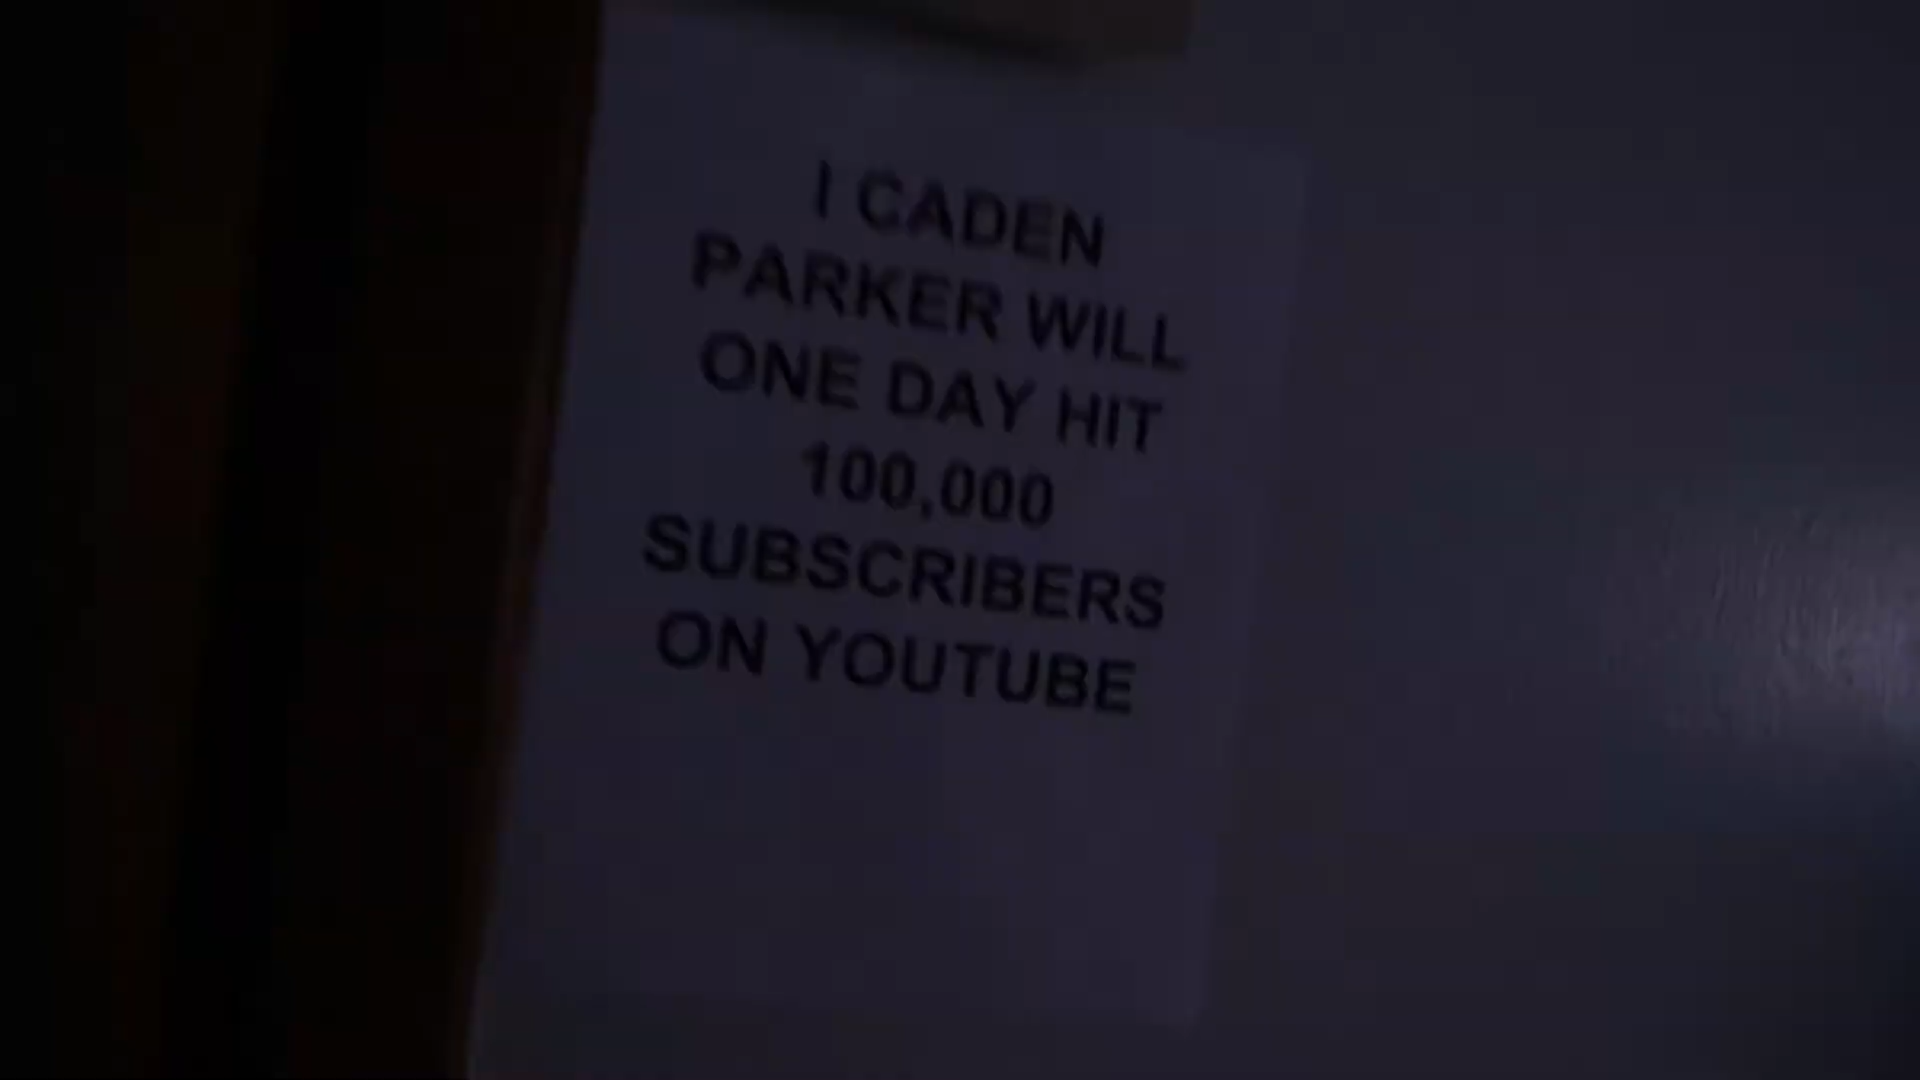 I CADEN
PARKER WILL
ONE DAY HIT
100,000
SUBSCRIBERS
ON YOUTUBE